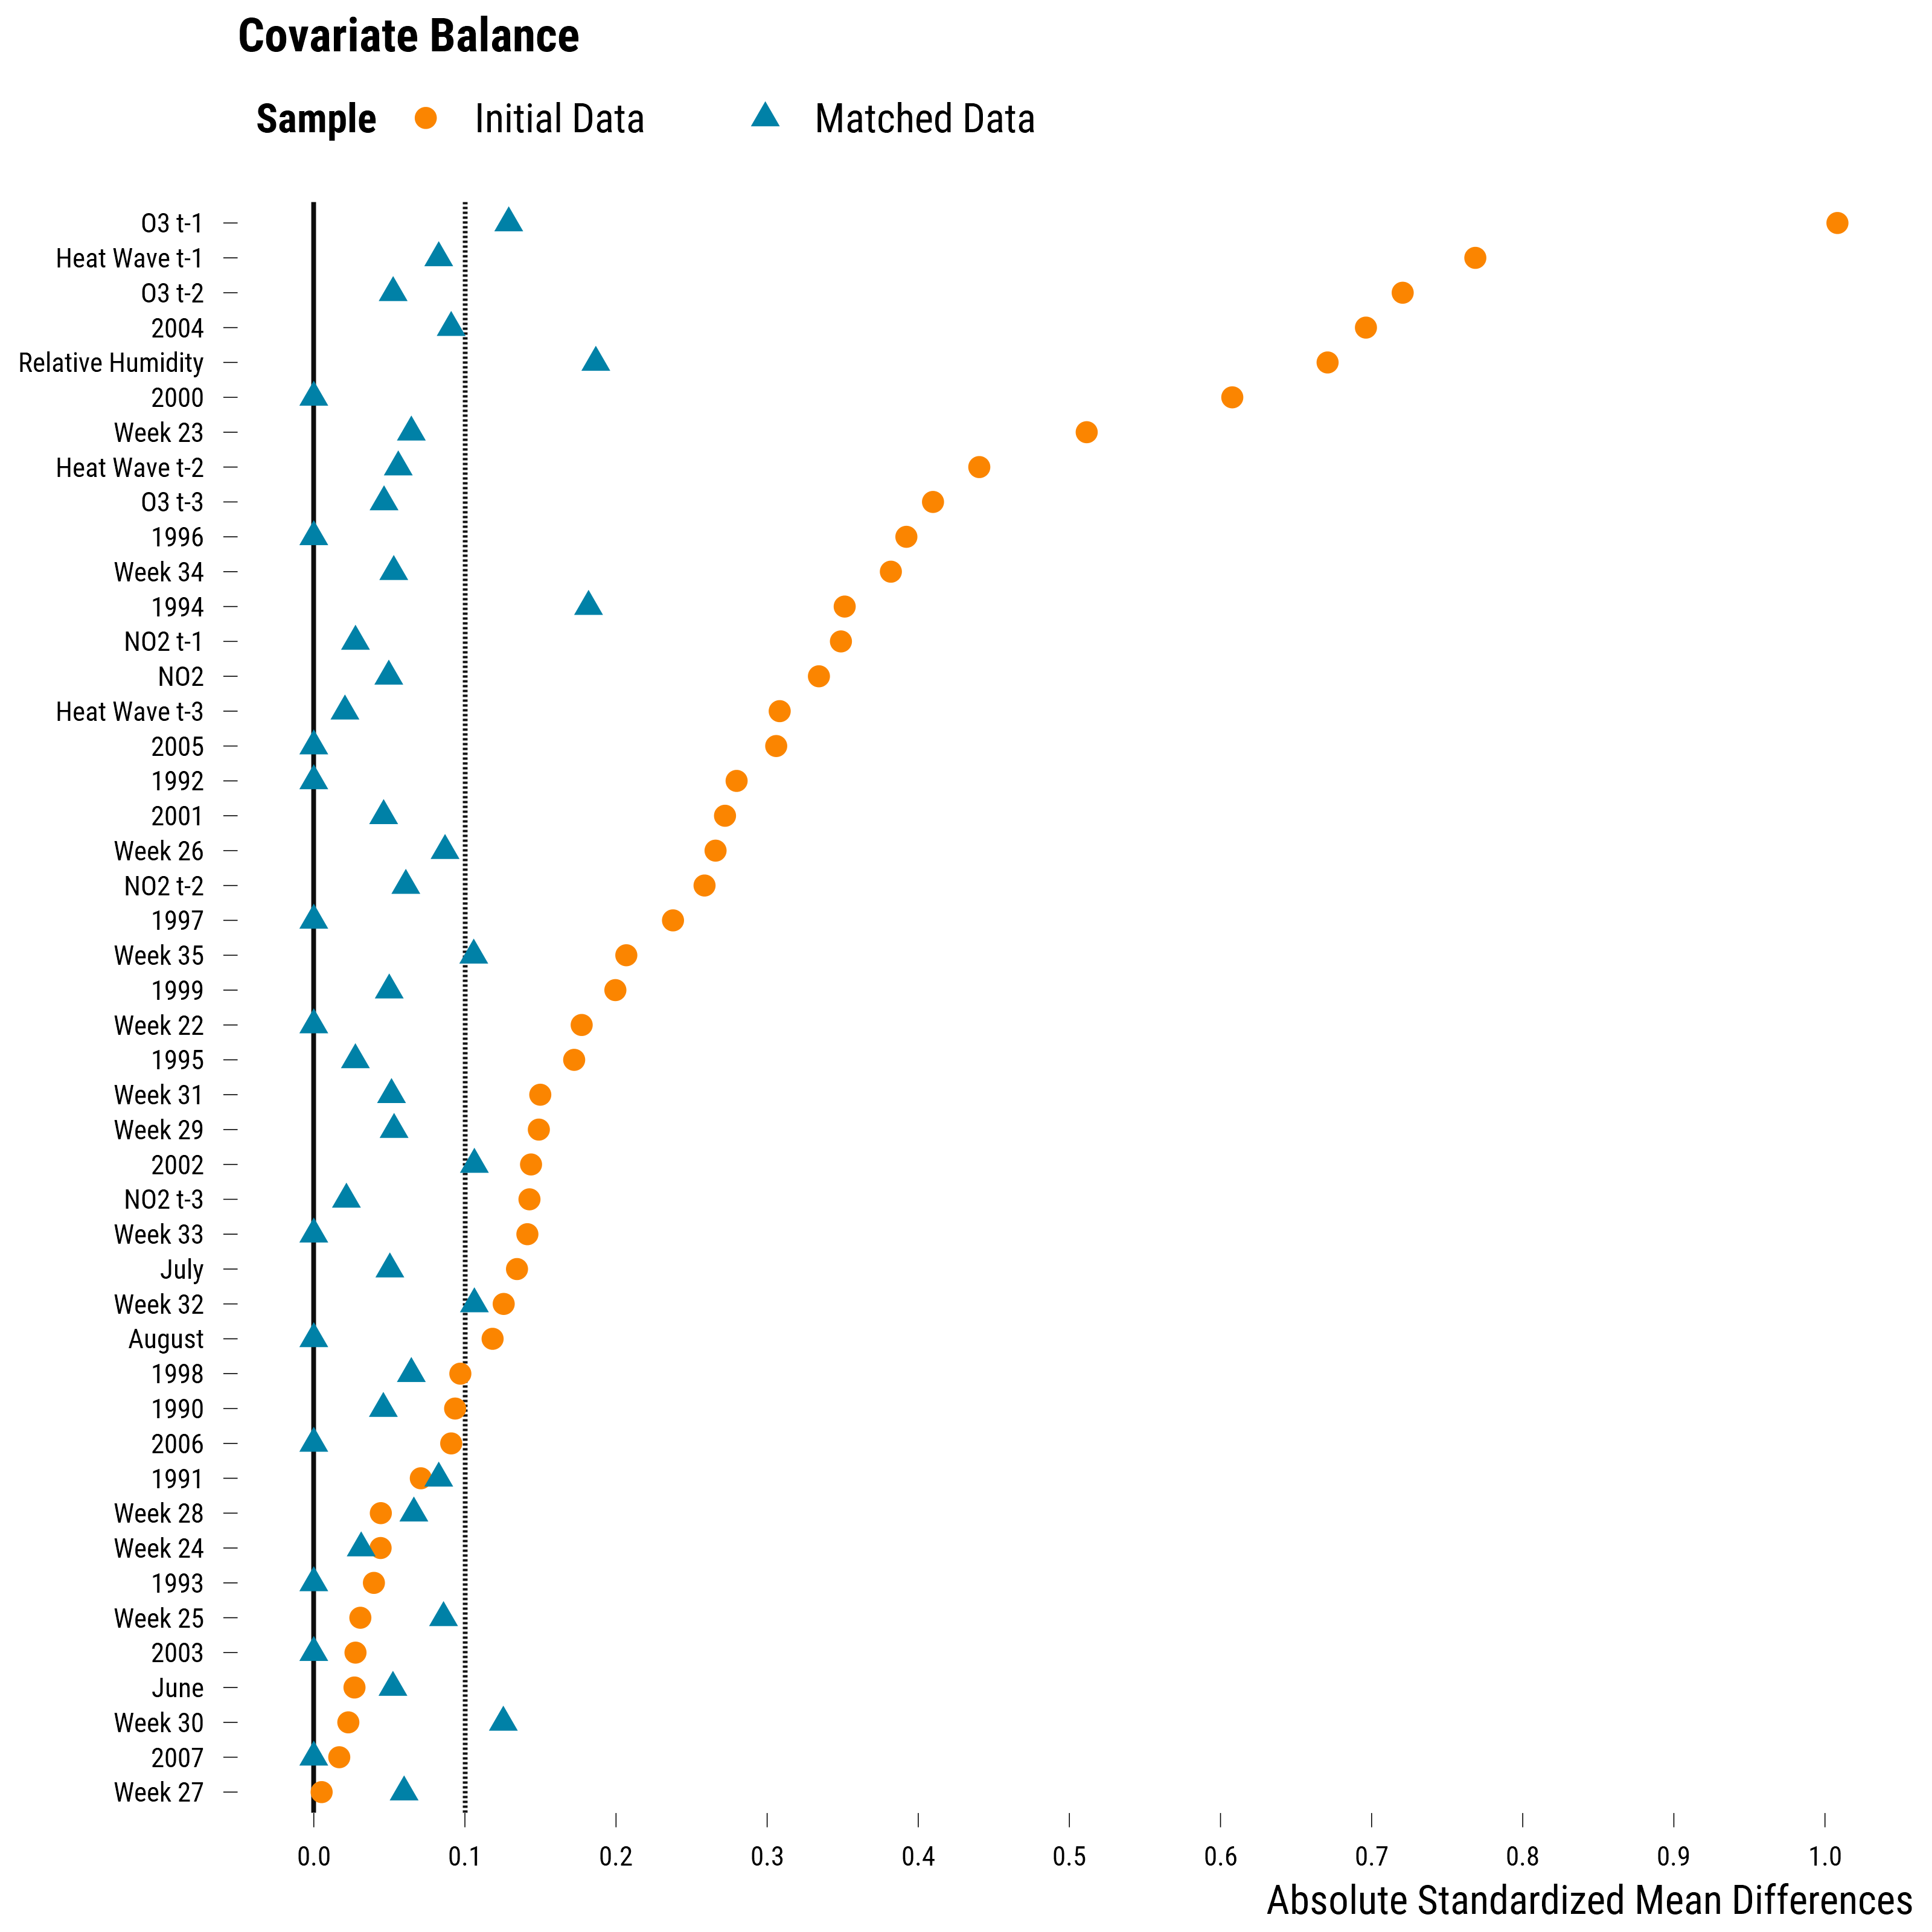 Covariate Balance
Sample Initial Data Matched Data
O3 t-1
Heat Wave t-1
O3 t-2
2004
Relative Humidity
2000
Week 23
Heat Wave t-2
O3 t-3
1996
Week 34
1994
NO2 t-1
NO2
Heat Wave t-3
2005
1992
2001
Week 26
NO2 t-2
1997
Week 35
1999
Week 22
1995
Week 31
Week 29
2002
NO2 t-3
Week 33
July
Week 32
August
1998
1990
2006
1991
Week 28
Week 24
1993
Week 25
2003
June
Week 30
2007
Week 27
0.0 0.1 0.2 0.3 0.4 0.5 0.6 0.7 0.8 0.9 1.0
Absolute Standardized Mean Differences